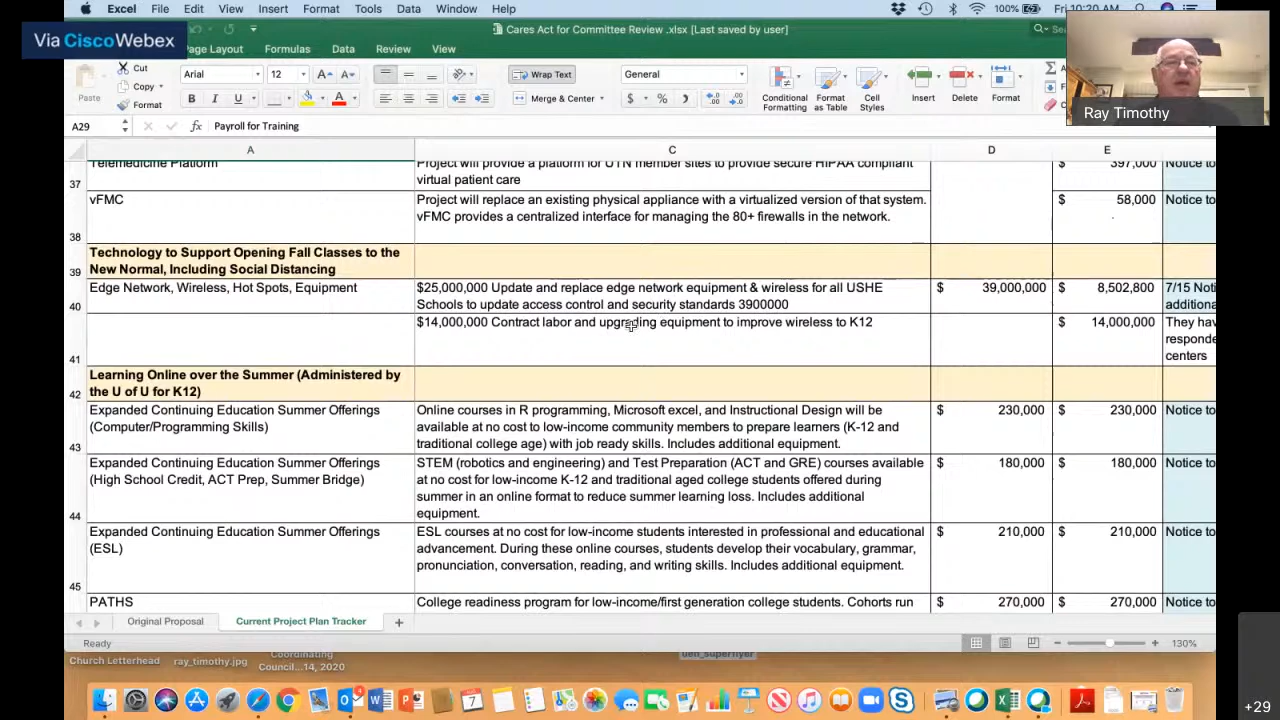 Excel File Edit View Insert Format Tools Data Window Help 100% Fri 10:20 AM
Via Cisco Webex
Cares Act for Committee Review .xlsx [Last saved by user]
Page Layout Formulas Data Review View
Cut
Copy
Format
Paste
Arial 12
B I U
Wrap Text
Merge & Center
General
$ % )
Conditional Formatting
Format as Table
Cell Styles
Insert Delete Format
Ray Timothy
A29 fx Payroll for Training
A C D E
37 Telemedicine Platform Project will provide a platform for UTN member sites to provide secure HIPAA compliant $ 397,000 Notice to
virtual patient care
38 vFMC Project will replace an existing physical appliance with a virtualized version of that system. $ 58,000 Notice to
vFMC provides a centralized interface for managing the 80+ firewalls in the network.
39 Technology to Support Opening Fall Classes to the
New Normal, Including Social Distancing
40 Edge Network, Wireless, Hot Spots, Equipment $25,000,000 Update and replace edge network equipment & wireless for all USHE $ 39,000,000 $ 8,502,800 7/15 Noti
Schools to update access control and security standards 3900000 additiona
41 $14,000,000 Contract labor and upgrading equipment to improve wireless to K12 $ 14,000,000 They hav
responde
centers
42 Learning Online over the Summer (Administered by
the U of U for K12)
43 Expanded Continuing Education Summer Offerings Online courses in R programming, Microsoft excel, and Instructional Design will be $ 230,000 $ 230,000 Notice to
(Computer/Programming Skills) available at no cost to low-income community members to prepare learners (K-12 and
traditional college age) with job ready skills. Includes additional equipment.
44 Expanded Continuing Education Summer Offerings STEM (robotics and engineering) and Test Preparation (ACT and GRE) courses available $ 180,000 $ 180,000 Notice to
(High School Credit, ACT Prep, Summer Bridge) at no cost for low-income K-12 and traditional aged college students offered during
summer in an online format to reduce summer learning loss. Includes additional
equipment.
45 Expanded Continuing Education Summer Offerings ESL courses at no cost for low-income students interested in professional and educational $ 210,000 $ 210,000 Notice to
(ESL) advancement. During these online courses, students develop their vocabulary, grammar,
pronunciation, conversation, reading, and writing skills. Includes additional equipment.
PATHS College readiness program for low-income/first generation college students. Cohorts run $ 270,000 $ 270,000 Notice to
Original Proposal Current Project Plan Tracker +
Ready 130%
Church Letterhead ray_timothy.jpg Coordinating
Council...14, 2020
+29